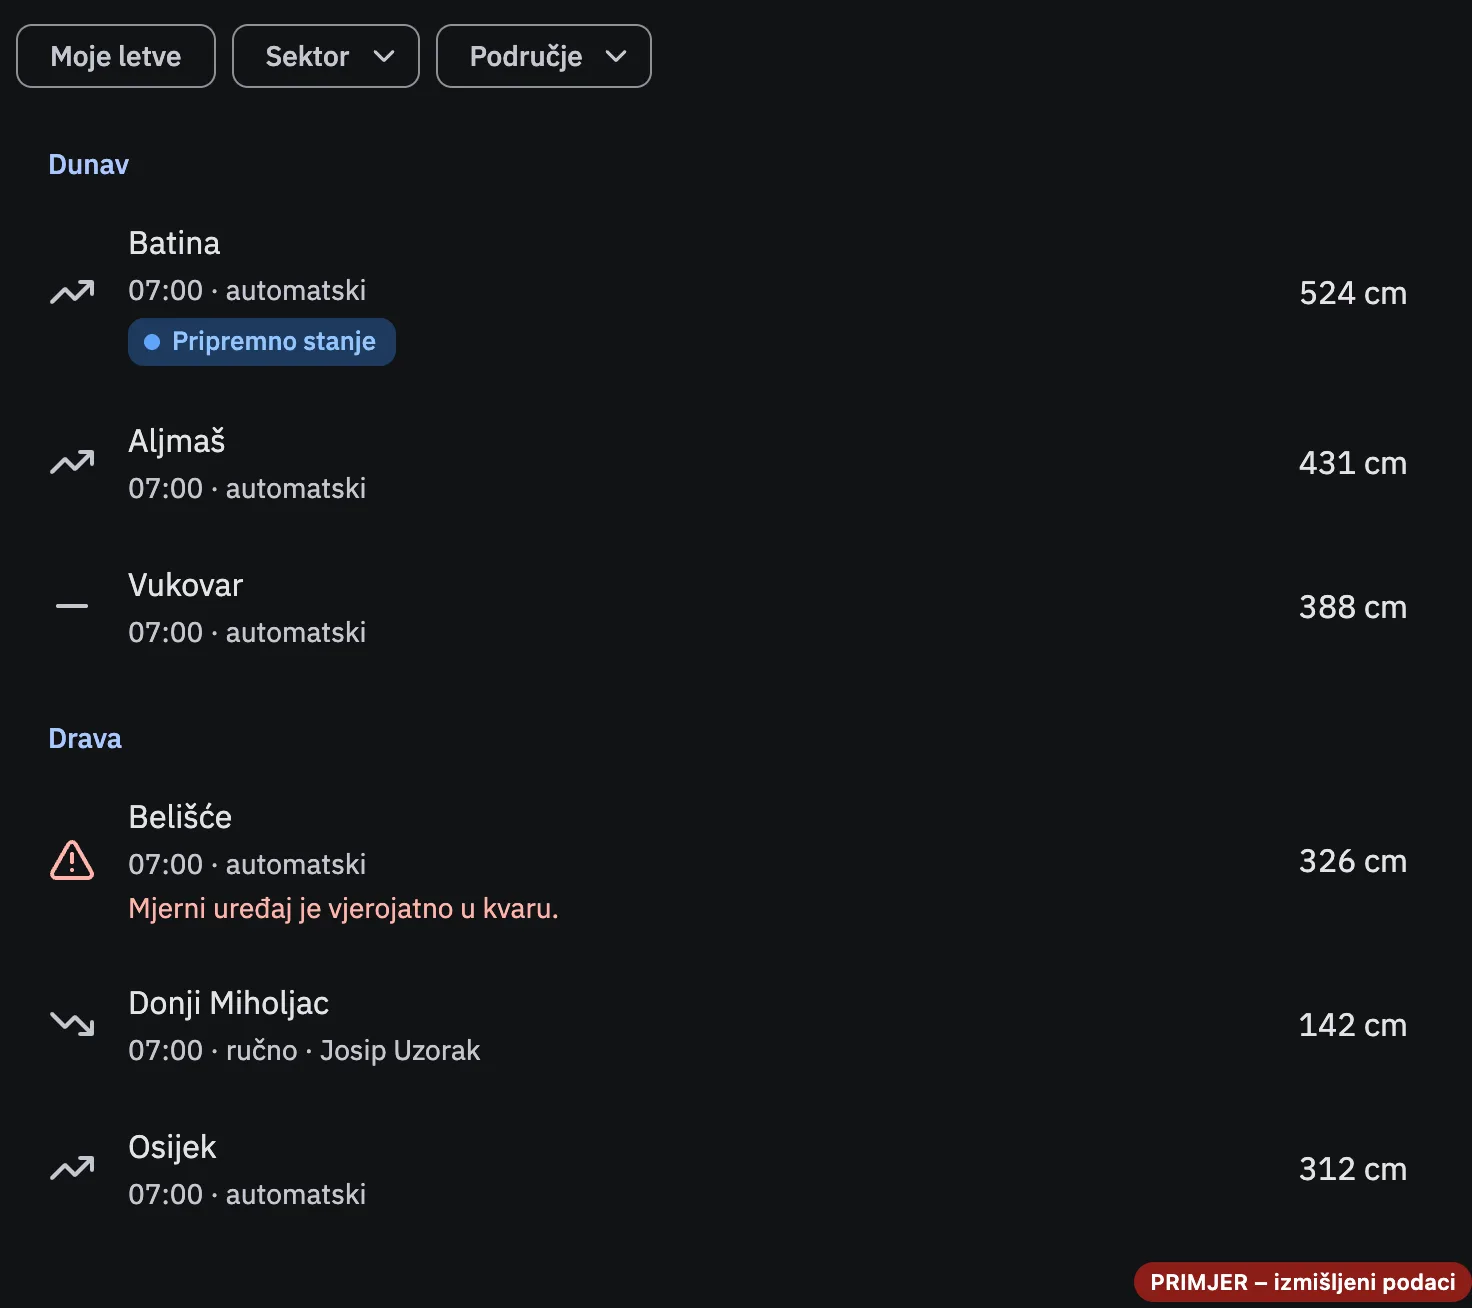 Moje letve
Sektor
Područje
Dunav
Batina
07:00 · automatski
524 cm
Pripremno stanje
Aljmaš
07:00 · automatski
431 cm
Vukovar
07:00 · automatski
388 cm
Drava
Belišće
07:00 · automatski
326 cm
Mjerni uređaj je vjerojatno u kvaru.
Donji Miholjac
07:00 · ručno · Josip Uzorak
142 cm
Osijek
07:00 · automatski
312 cm
PRIMJER – izmišljeni podaci